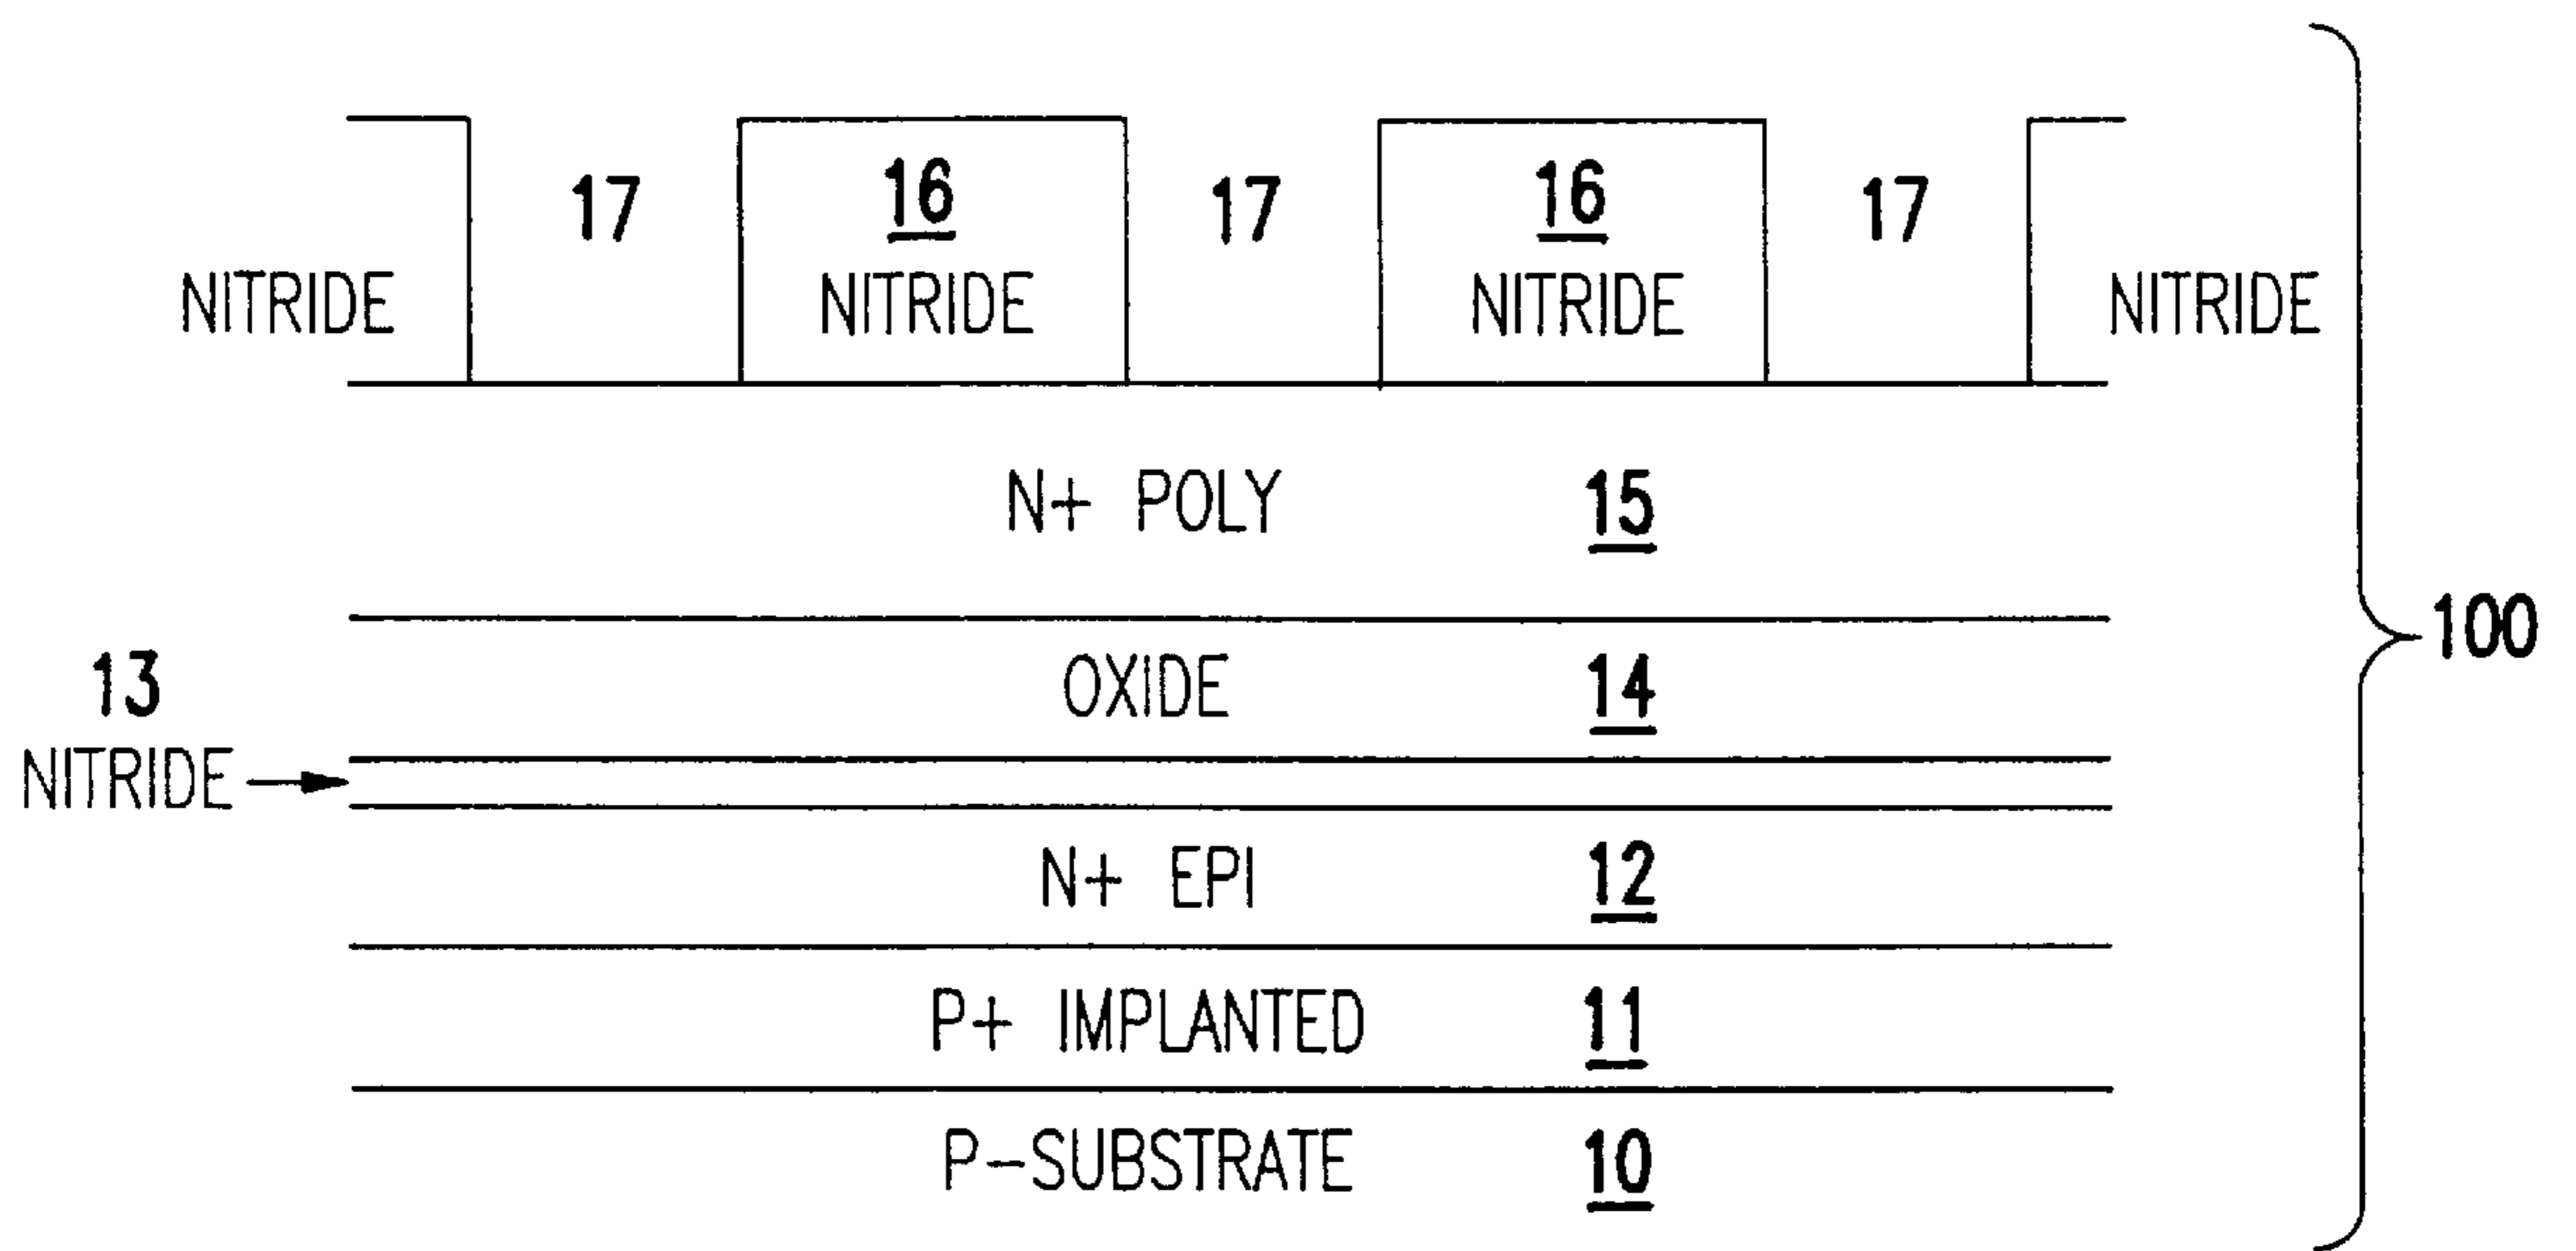 17 16 17 16 17
NITRIDE NITRIDE NITRIDE NITRIDE
N+ POLY 15
100
13
OXIDE 14
NITRIDE
N+ EPI 12
P+ IMPLANTED 11
P-SUBSTRATE 10